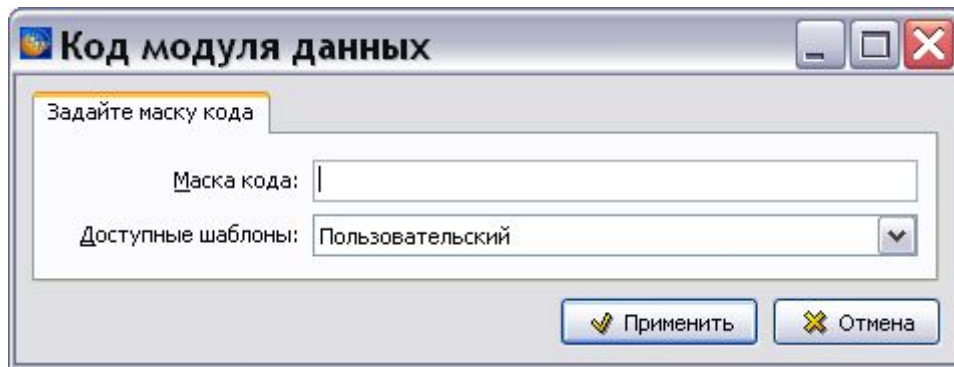 Код модуля данных
Задайте маску кода
Маска кода:
Доступные шаблоны: Пользовательский
Применить Отмена